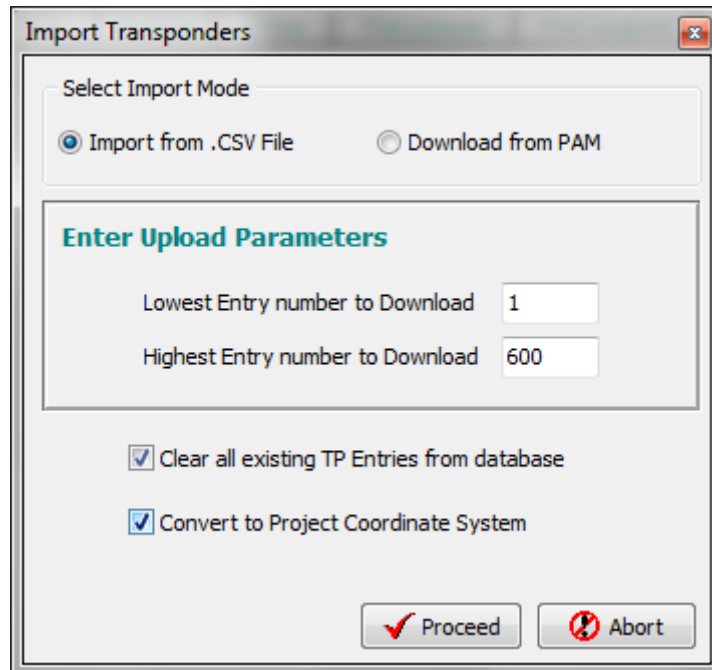 Import Transponders
Select Import Mode
Import from .CSV File
Download from PAM
Enter Upload Parameters
Lowest Entry number to Download 1
Highest Entry number to Download 600
Clear all existing TP Entries from database
Convert to Project Coordinate System
Proceed
Abort